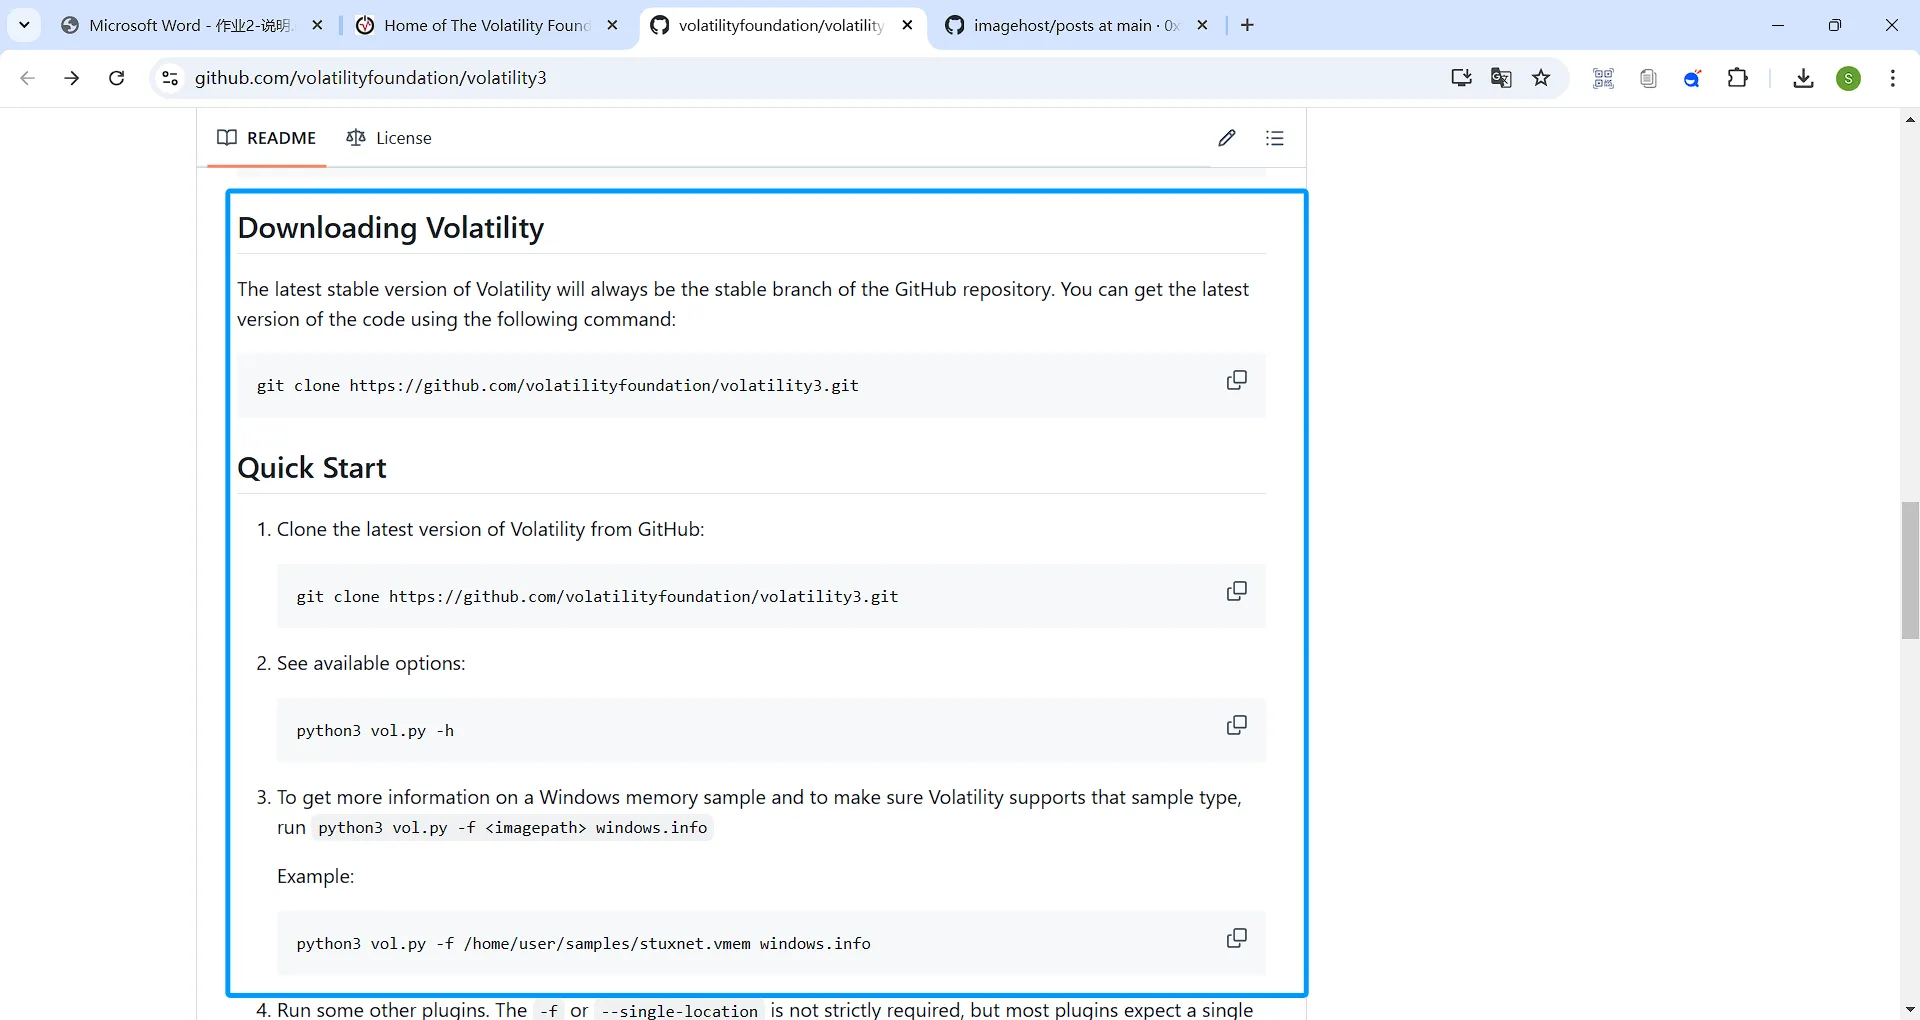 Microsoft Word - 作业2-说明.
Home of The Volatility Found
volatilityfoundation/volatility
imagehost/posts at main · 0x
github.com/volatilityfoundation/volatility3
S
README
License
Downloading Volatility
The latest stable version of Volatility will always be the stable branch of the GitHub repository. You can get the latest
version of the code using the following command:
git clone https://github.com/volatilityfoundation/volatility3.git
Quick Start
1. Clone the latest version of Volatility from GitHub:
git clone https://github.com/volatilityfoundation/volatility3.git
2. See available options:
python3 vol.py -h
3. To get more information on a Windows memory sample and to make sure Volatility supports that sample type,
run python3 vol.py -f <imagepath> windows.info
Example:
python3 vol.py -f /home/user/samples/stuxnet.vmem windows.info
4. Run some other plugins. The -f or --single-location is not strictly required, but most plugins expect a single